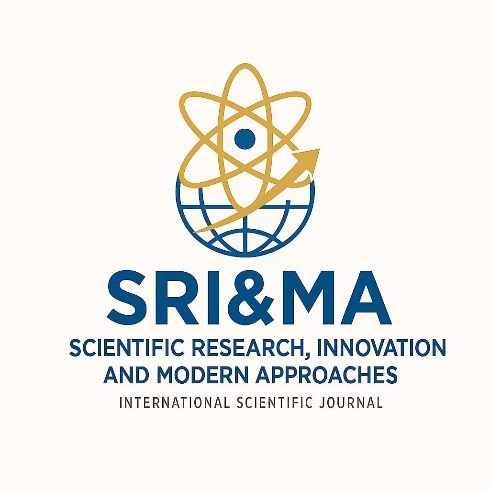 SRI&MA
SCIENTIFIC RESEARCH, INNOVATION
AND MODERN APPROACHES
INTERNATIONAL SCIENTIFIC JOURNAL